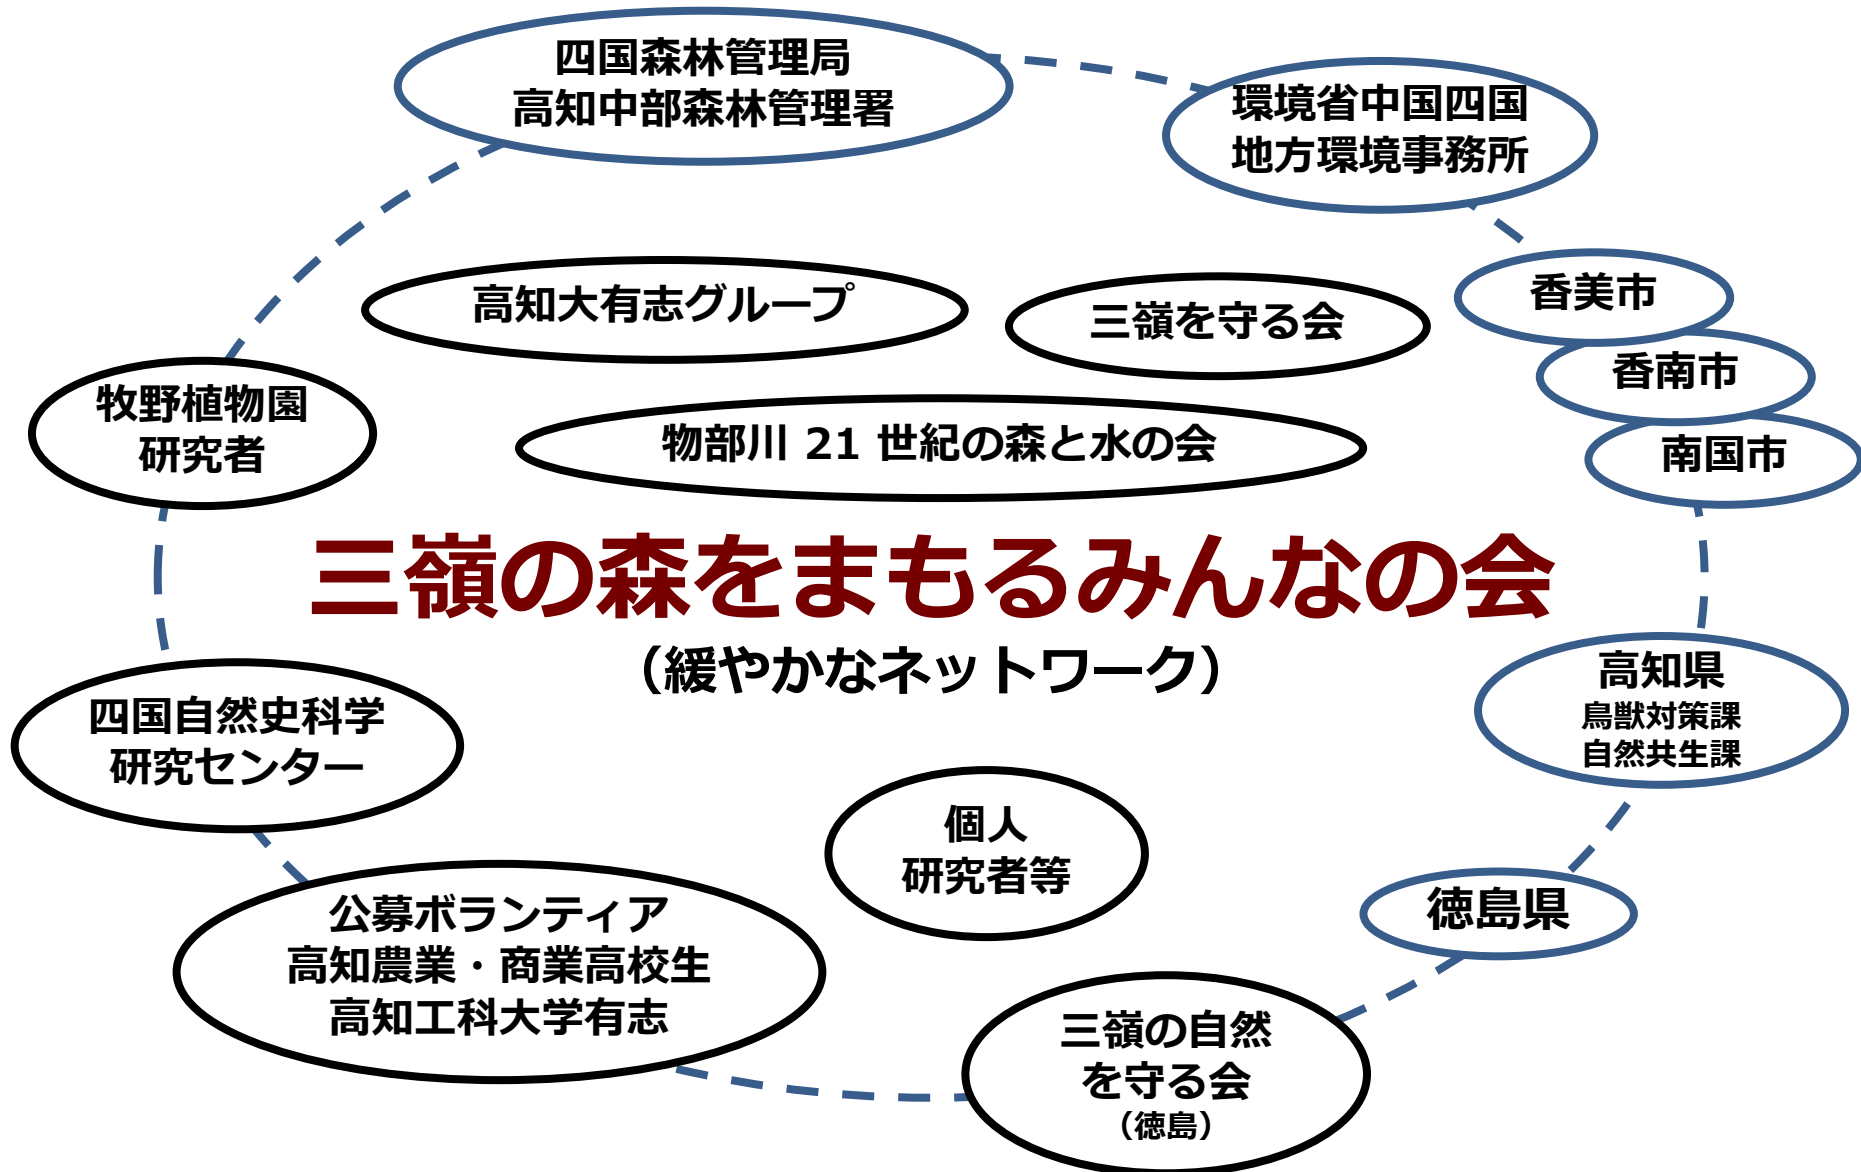 四国森林管理局
高知中部森林管理署
環境省中国四国
地方環境事務所
高知大有志グループ
三嶺を守る会
香美市
香南市
南国市
牧野植物園
研究者
物部川 21 世紀の森と水の会
三嶺の森をまもるみんなの会
（緩やかなネットワーク）
四国自然史科学
研究センター
高知県
鳥獣対策課
自然共生課
個人
研究者等
徳島県
公募ボランティア
高知農業・商業高校生
高知工科大学有志
三嶺の自然
を守る会
（徳島）